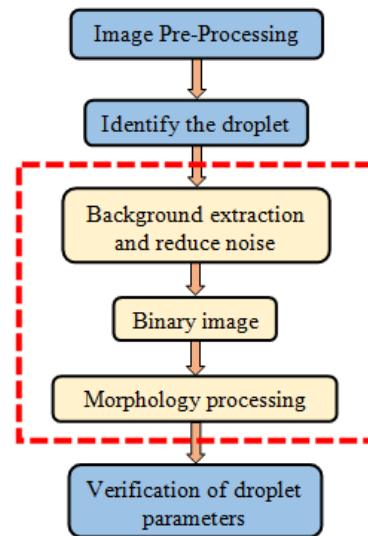 Image Pre-Processing
Identify the droplet
Background extraction
and reduce noise
Binary image
Morphology processing
Verification of droplet
parameters